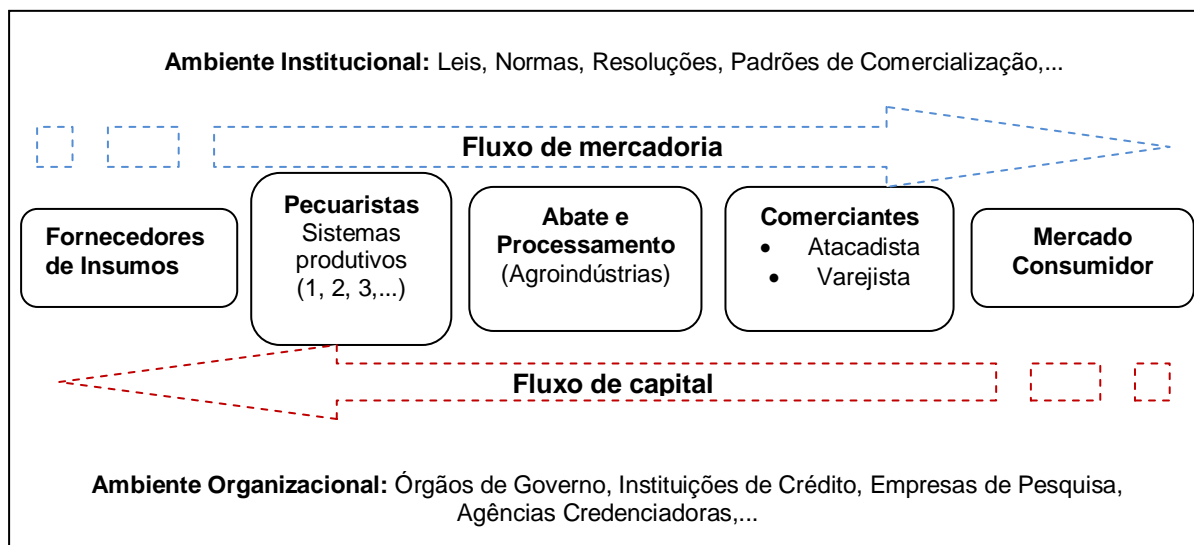 Ambiente Institucional: Leis, Normas, Resoluções, Padrões de Comercialização,...
Fluxo de mercadoria
Fornecedores
de Insumos
Pecuaristas
Sistemas
produtivos
(1, 2, 3,...)
Abate e
Processamento
(Agroindústrias)
Comerciantes
• Atacadista
• Varejista
Mercado
Consumidor
Fluxo de capital
Ambiente Organizacional: Órgãos de Governo, Instituições de Crédito, Empresas de Pesquisa,
Agências Credenciadoras,...